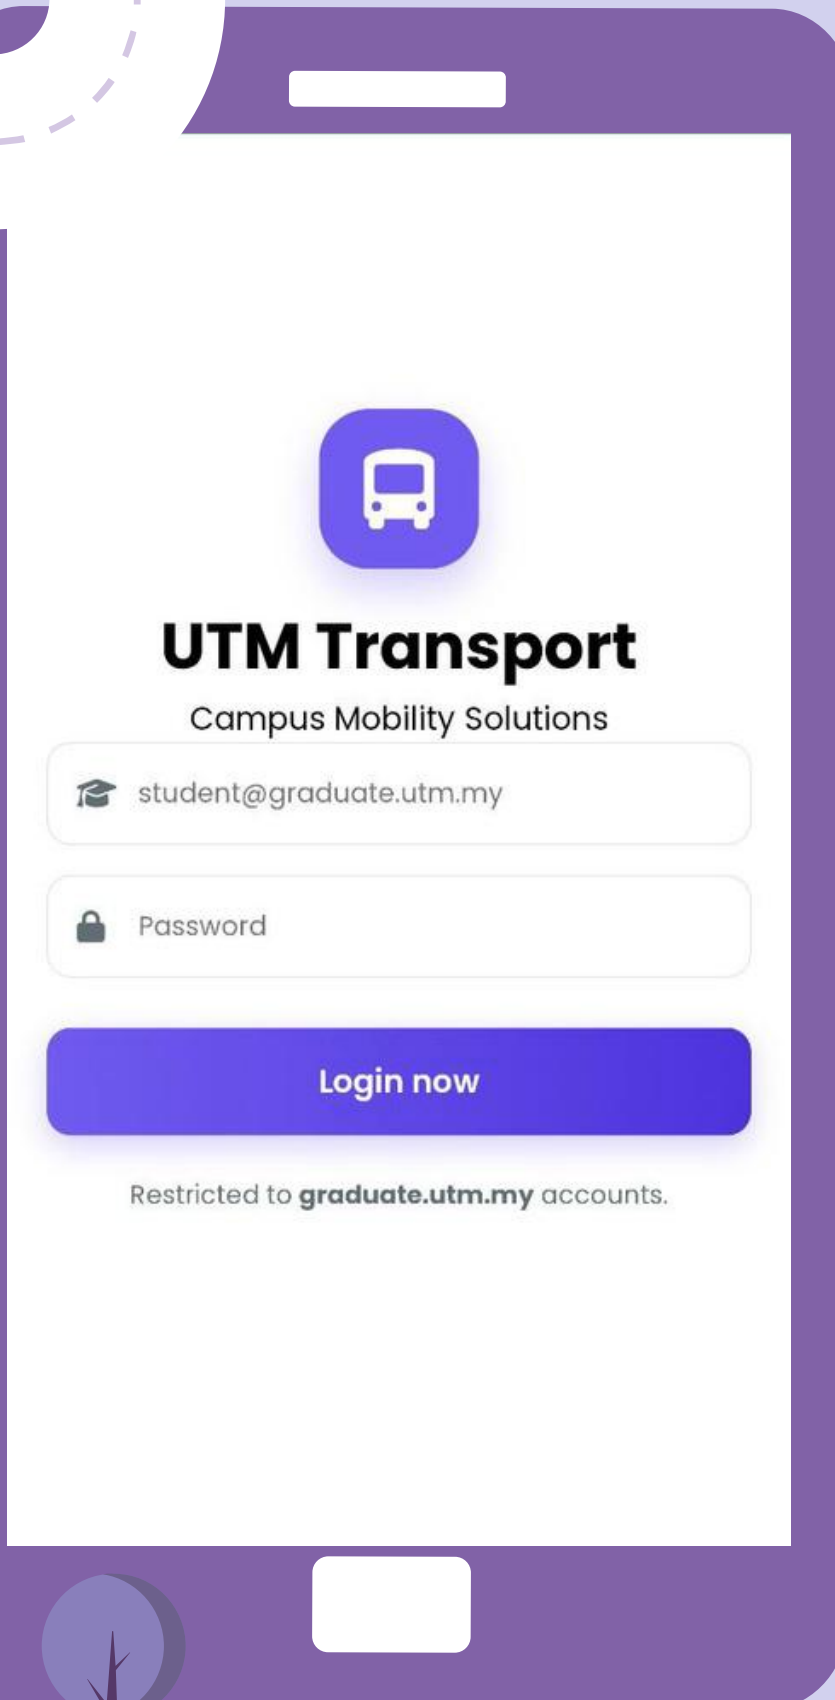 UTM Transport
Campus Mobility Solutions
student@graduate.utm.my
Password
Login now
Restricted to graduate.utm.my accounts.